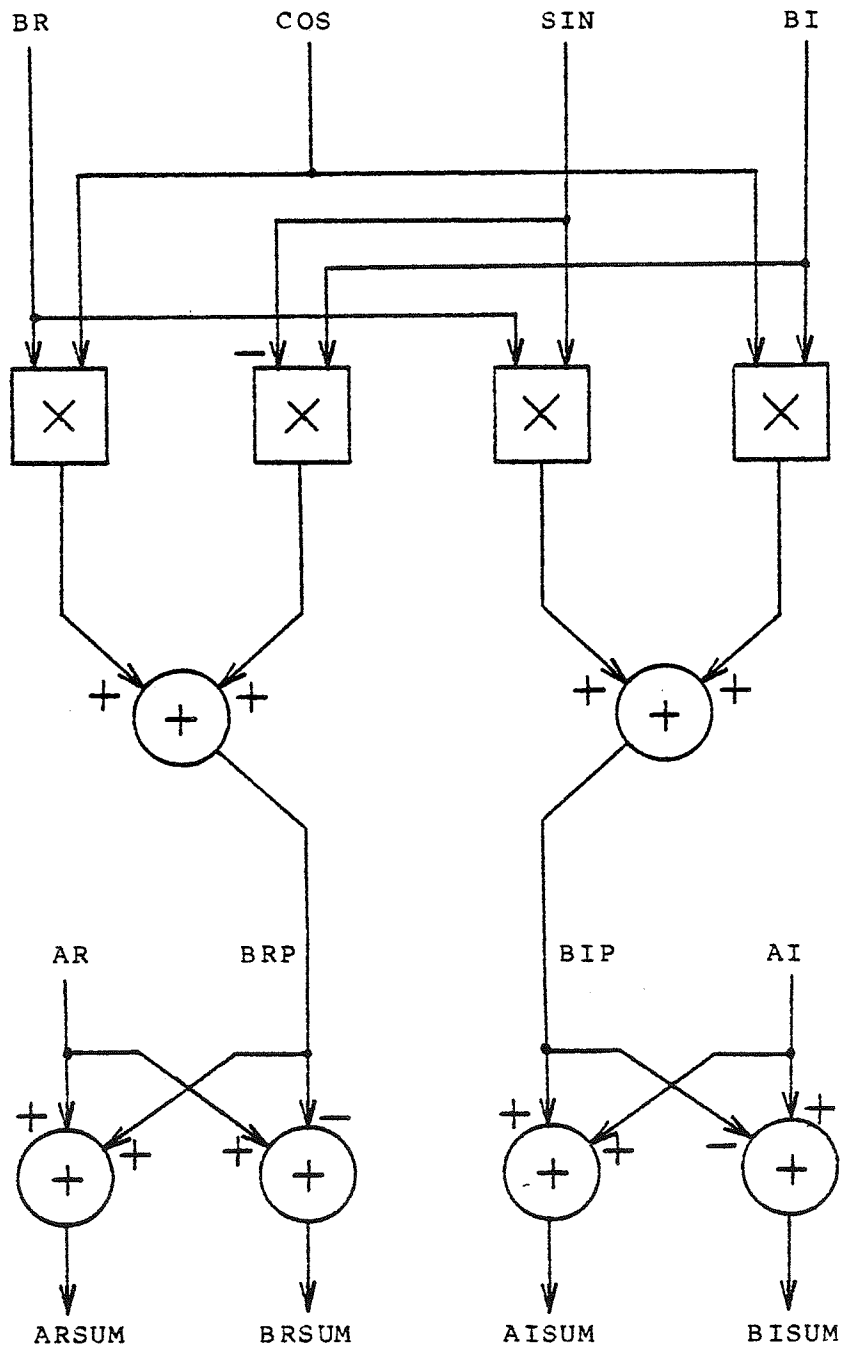 BR COS SIN BI
−
× × × ×
+ + + +
+ +
AR BRP BIP AI
+ − + +
+ + + −
+ + + +
ARSUM BRSUM AISUM BISUM